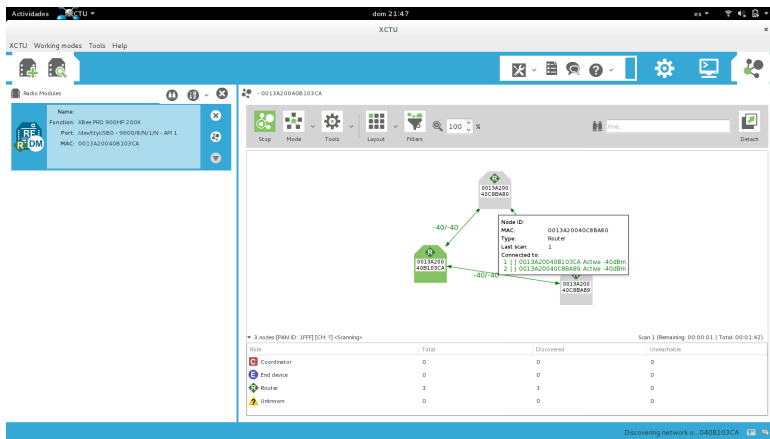 Actividades XCTU dom 21:47 es
XCTU
XCTU Working modes Tools Help
Radio Modules
- 0013A20040B103CA
Name:
Function: XBee PRO 900HP 200K
Port: /dev/ttyUSB0 - 9600/8/N/1/N - API 1
MAC: 0013A20040B103CA
Stop Mode Tools Layout Filters 100 % Find... Detach
R
0013A200
40C8BA80
-40/-40
R
0013A200
40B103CA
-40/-40
0013A200
40C8BA89
Node ID:
MAC: 0013A20040C8BA80
Type: Router
Last scan: 1
Connected to:
1 [] 0013A20040B103CA Active -40dBm
2 [] 0013A20040C8BA89 Active -40dBm
3 nodes [PAN ID: 1FFF] [CH: ?] <Scanning> Scan 1 (Remaining: 00:00:01 | Total: 00:01:42)
Role Total Discovered Unreachable
C Coordinator 0 0 0
E End device 0 0 0
R Router 3 3 0
? Unknown 0 0 0
Discovering network o...040B103CA